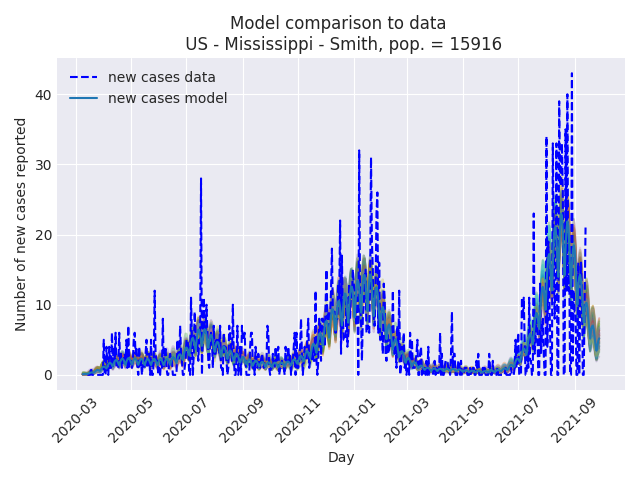 Model comparison to data
US - Mississippi - Smith, pop. = 15916
new cases data
new cases model
Number of new cases reported
40
30
20
10
0
2020-03
2020-05
2020-07
2020-09
2020-11
2021-01
2021-03
2021-05
2021-07
2021-09
Day